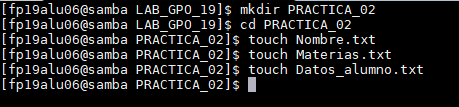 [fp19alu06@samba LAB_GPO_19]$ mkdir PRACTICA_02
[fp19alu06@samba LAB_GPO_19]$ cd PRACTICA_02
[fp19alu06@samba PRACTICA_02]$ touch Nombre.txt
[fp19alu06@samba PRACTICA_02]$ touch Materias.txt
[fp19alu06@samba PRACTICA_02]$ touch Datos_alumno.txt
[fp19alu06@samba PRACTICA_02]$